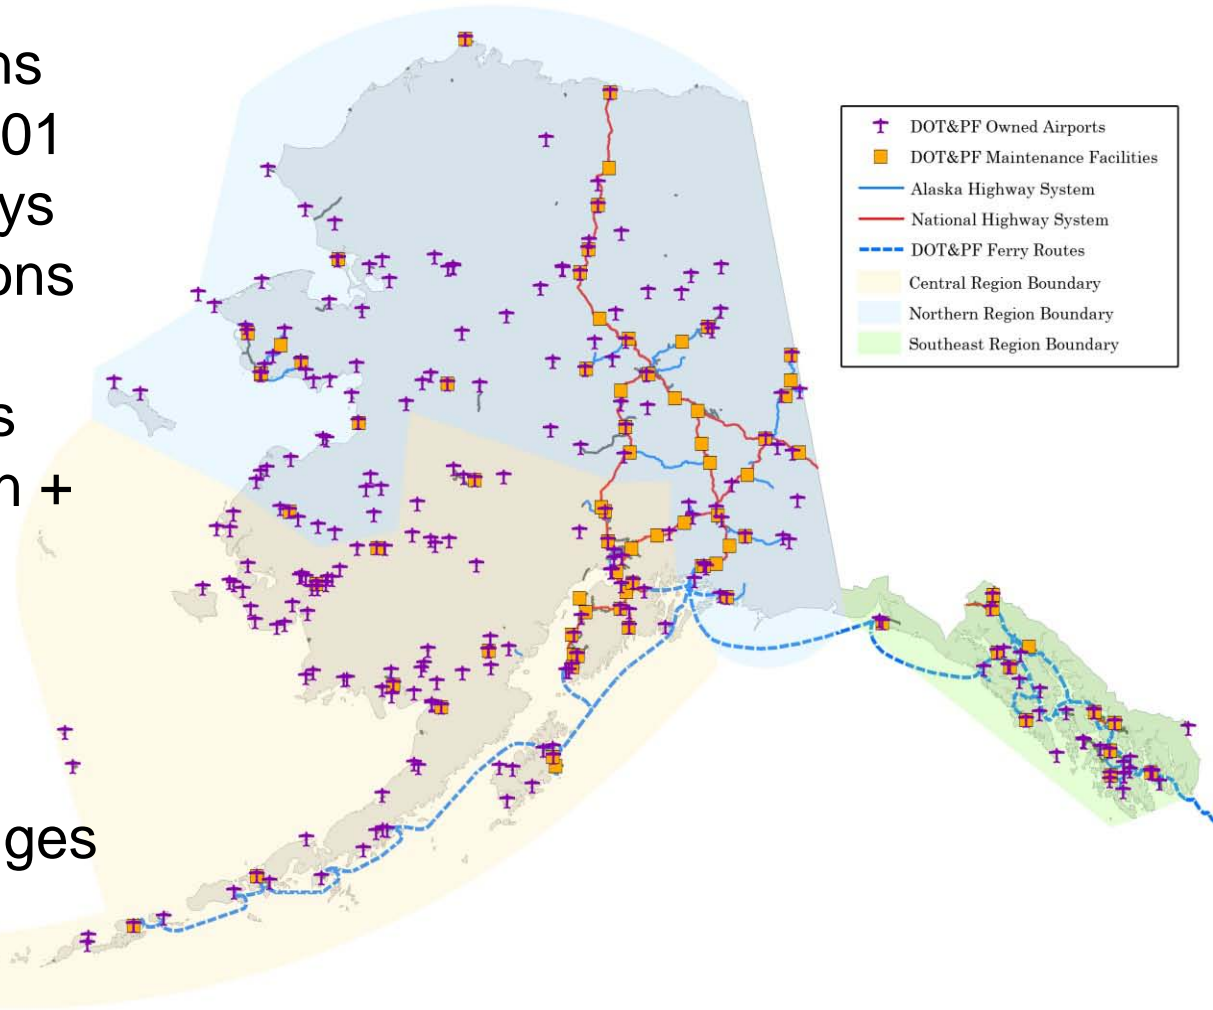 ns
01
ys
ons
s
n +
ges
DOT&PF Owned Airports
DOT&PF Maintenance Facilities
Alaska Highway System
National Highway System
DOT&PF Ferry Routes
Central Region Boundary
Northern Region Boundary
Southeast Region Boundary